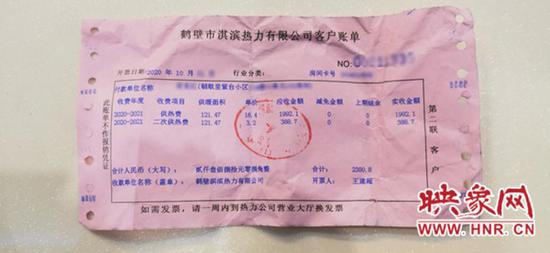 鹤壁市淇滨热力有限公司客户账单
NO:
开票日期:2020 年 10 月 行业分类: 房间卡号
付款单位名称 (朝歌里紫台小区
收费年度 收费项目 供暖面积 单价 应收金额 减免金额 上期结余 实收金额
2020-2021 供热费 121.47 16.4 1992.1 0 0 1992.1
2020-2021 二次供热费 121.47 3.2 388.7 0 0 388.7
合计人民币(大写): 贰仟叁佰捌拾元零捌角整 合计: 2380.8
收款单位名称(盖章): 鹤壁淇滨热力有限公司 开票人: 王建超
如需发票,请一周内到热力公司营业大厅换发票
此账单不作报销凭证
第二联 客户
映象网
WWW.HNR.CN